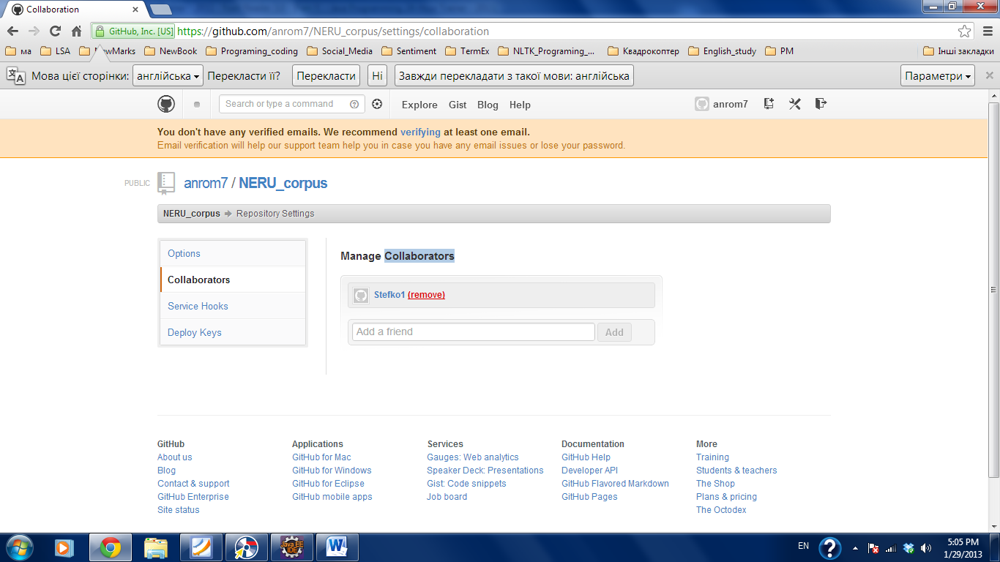 Collaboration
GitHub, Inc. [US] https://github.com/anrom7/NERU_corpus/settings/collaboration
ма LSA NewMarks NewBook Programing_coding Social_Media Sentiment TermEx NLTK_Programing_... Квадрокоптер English_study PM Інші закладки
Мова цієї сторінки: англійська Перекласти її? Перекласти Ні Завжди перекладати з такої мови: англійська Параметри
Search or type a command Explore Gist Blog Help anrom7
You don't have any verified emails. We recommend verifying at least one email.
Email verification will help our support team help you in case you have any email issues or lose your password.
PUBLIC anrom7 / NERU_corpus
NERU_corpus Repository Settings
Options
Collaborators
Service Hooks
Deploy Keys
Manage Collaborators
Stefko1 (remove)
Add a friend Add
GitHub
About us
Blog
Contact & support
GitHub Enterprise
Site status
Applications
GitHub for Mac
GitHub for Windows
GitHub for Eclipse
GitHub mobile apps
Services
Gauges: Web analytics
Speaker Deck: Presentations
Gist: Code snippets
Job board
Documentation
GitHub Help
Developer API
GitHub Flavored Markdown
GitHub Pages
More
Training
Students & teachers
The Shop
Plans & pricing
The Octodex
Java EE
IDE
W
EN
5:05 PM
1/29/2013